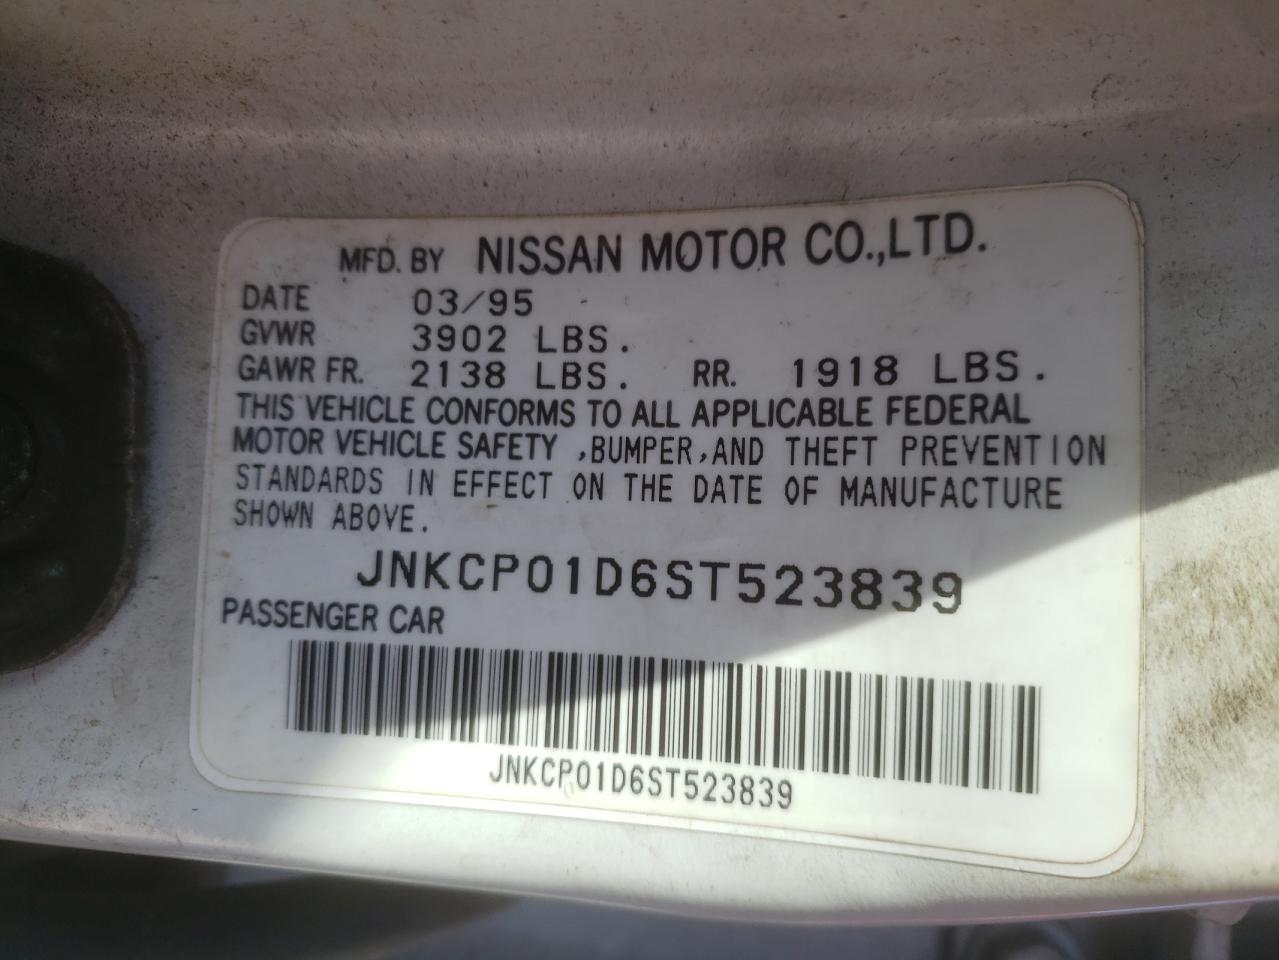 MFD. BY NISSAN MOTOR CO.,LTD.
DATE 03/95
GVWR 3902 LBS.
GAWR FR. 2138 LBS. RR. 1918 LBS.
THIS VEHICLE CONFORMS TO ALL APPLICABLE FEDERAL
MOTOR VEHICLE SAFETY ,BUMPER,AND THEFT PREVENTION
STANDARDS IN EFFECT ON THE DATE OF MANUFACTURE
SHOWN ABOVE.
JNKCP01D6ST523839
PASSENGER CAR
JNKCP01D6ST523839